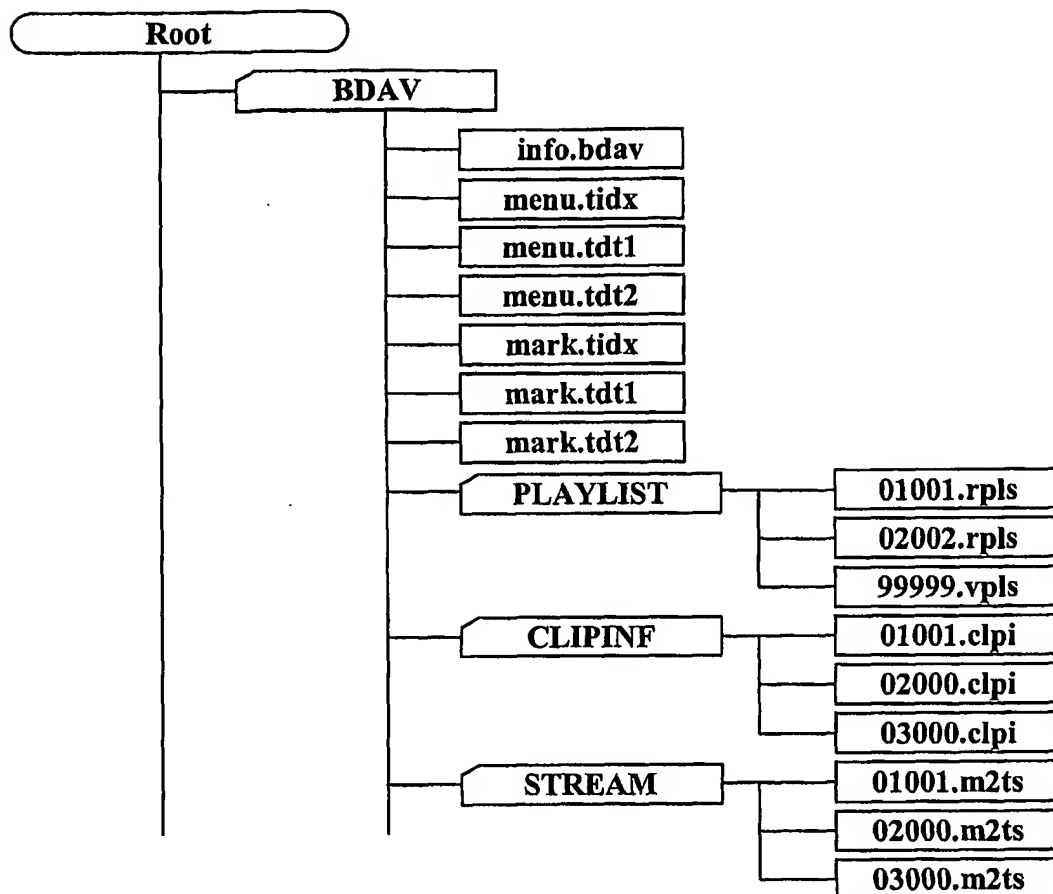 Root
BDAV
info.bdav
menu.tidx
menu.tdt1
menu.tdt2
mark.tidx
mark.tdt1
mark.tdt2
PLAYLIST
01001.rpls
02002.rpls
99999.vpls
CLIPINF
01001.clpi
02000.clpi
03000.clpi
STREAM
01001.m2ts
02000.m2ts
03000.m2ts